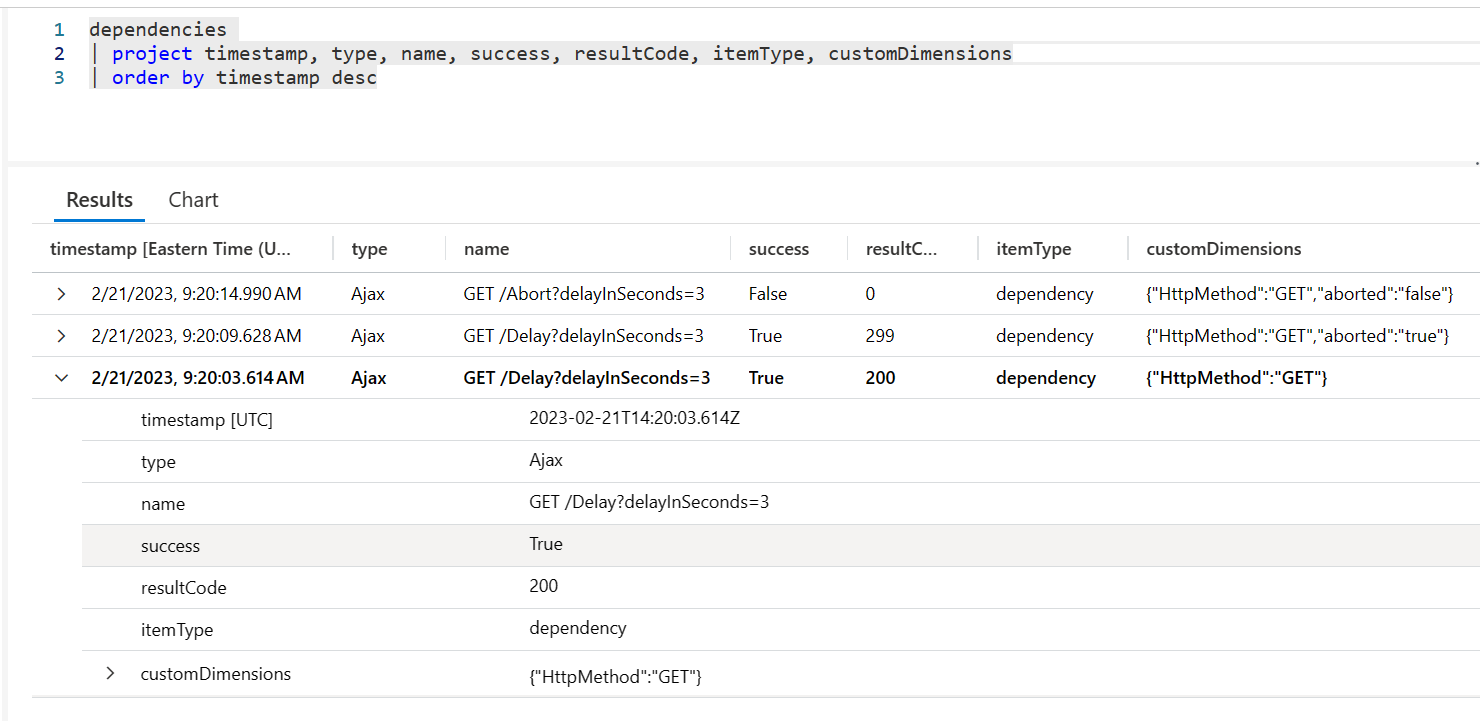 1 dependencies
2 | project timestamp, type, name, success, resultCode, itemType, customDimensions
3 | order by timestamp desc
Results Chart
timestamp [Eastern Time (U... type name success resultC... itemType customDimensions
2/21/2023, 9:20:14.990 AM Ajax GET /Abort?delayInSeconds=3 False 0 dependency {"HttpMethod":"GET","aborted":"false"}
2/21/2023, 9:20:09.628 AM Ajax GET /Delay?delayInSeconds=3 True 299 dependency {"HttpMethod":"GET","aborted":"true"}
2/21/2023, 9:20:03.614 AM Ajax GET /Delay?delayInSeconds=3 True 200 dependency {"HttpMethod":"GET"}
timestamp [UTC] 2023-02-21T14:20:03.614Z
type Ajax
name GET /Delay?delayInSeconds=3
success True
resultCode 200
itemType dependency
customDimensions {"HttpMethod":"GET"}